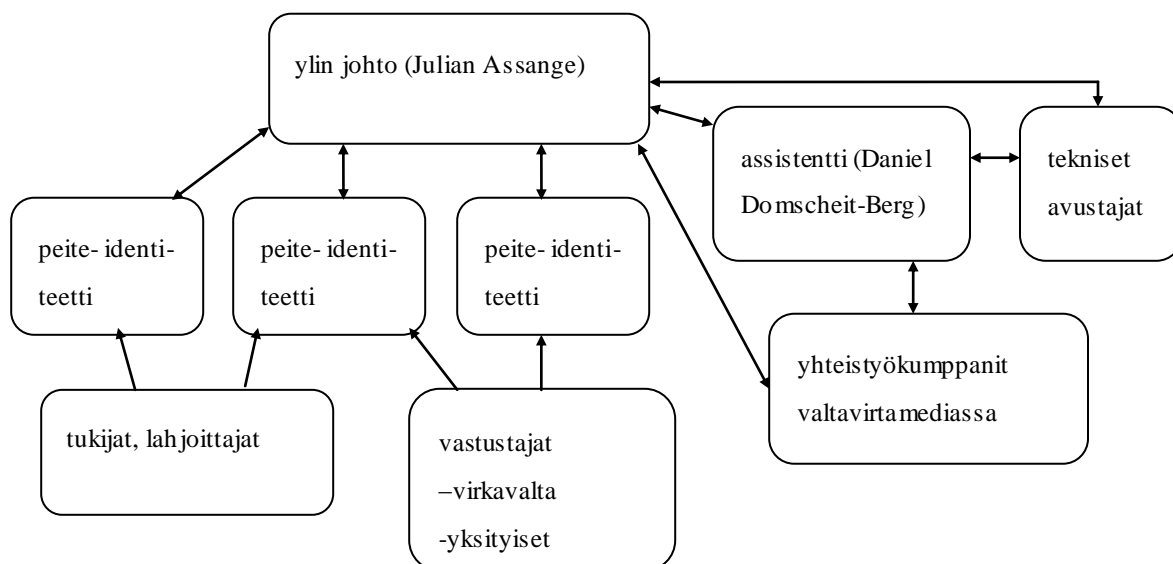 ylin johto (Julian Assange)
assistentti (Daniel
Domscheit-Berg)
tekniset
avustajat
peite-identi-
teetti
peite-identi-
teetti
peite-identi-
teetti
yhteistyökumppanit
valtavirtamediassa
tukijat, lahjoittajat
vastustajat
–virkavalta
-yksityiset